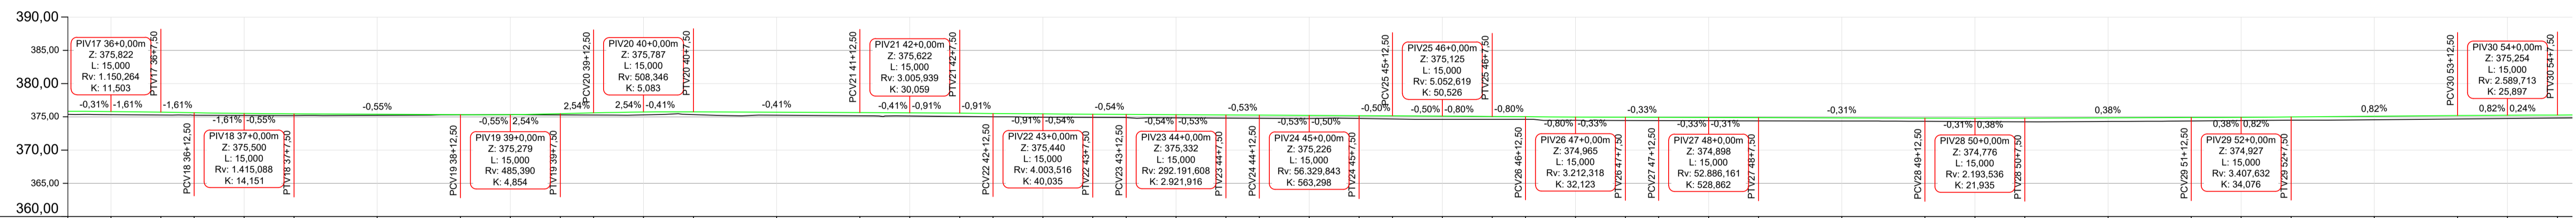 390,00
385,00
380,00
375,00
370,00
365,00
360,00
PIV17 36+0,00m
Z: 375,822
L: 15,000
Rv: 1.150,264
K: 11,503
PTV17 36+7,50
-0,31%
-1,61%
-1,61%
PCV18 36+12,50
-1,61%
-0,55%
PIV18 37+0,00m
Z: 375,500
L: 15,000
Rv: 1.415,088
K: 14,151
PTV18 37+7,50
-0,55%
PCV19 38+12,50
-0,55%
2,54%
PIV19 39+0,00m
Z: 375,279
L: 15,000
Rv: 485,390
K: 4,854
PTV19 39+7,50
2,54%
PCV20 39+12,50
PIV20 40+0,00m
Z: 375,787
L: 15,000
Rv: 508,346
K: 5,083
PTV20 40+7,50
2,54%
-0,41%
-0,41%
PCV21 41+12,50
PIV21 42+0,00m
Z: 375,622
L: 15,000
Rv: 3.005,939
K: 30,059
PTV21 42+7,50
-0,41%
-0,91%
-0,91%
PCV22 42+12,50
-0,91%
-0,54%
PIV22 43+0,00m
Z: 375,440
L: 15,000
Rv: 4.003,516
K: 40,035
PTV22 43+7,50
-0,54%
PCV23 43+12,50
-0,54%
-0,53%
PIV23 44+0,00m
Z: 375,332
L: 15,000
Rv: 292.191,608
K: 2.921,916
PTV23 44+7,50
-0,53%
PCV24 44+12,50
-0,53%
-0,50%
PIV24 45+0,00m
Z: 375,226
L: 15,000
Rv: 56.329,843
K: 563,298
PTV24 45+7,50
-0,50%
PCV25 45+12,50
PIV25 46+0,00m
Z: 375,125
L: 15,000
Rv: 5.052,619
K: 50,526
PTV25 46+7,50
-0,50%
-0,80%
-0,80%
PCV26 46+12,50
-0,80%
-0,33%
PIV26 47+0,00m
Z: 374,965
L: 15,000
Rv: 3.212,318
K: 32,123
PTV26 47+7,50
-0,33%
PCV27 47+12,50
-0,33%
-0,31%
PIV27 48+0,00m
Z: 374,898
L: 15,000
Rv: 52.886,161
K: 528,862
PTV27 48+7,50
-0,31%
PCV28 49+12,50
-0,31%
0,38%
PIV28 50+0,00m
Z: 374,776
L: 15,000
Rv: 2.193,536
K: 21,935
PTV28 50+7,50
0,38%
PCV29 51+12,50
0,38%
0,82%
PIV29 52+0,00m
Z: 374,927
L: 15,000
Rv: 3.407,632
K: 34,076
PTV29 52+7,50
0,82%
PCV30 53+12,50
PIV30 54+0,00m
Z: 375,254
L: 15,000
Rv: 2.589,713
K: 25,897
PTV30 54+7,50
0,82%
0,24%